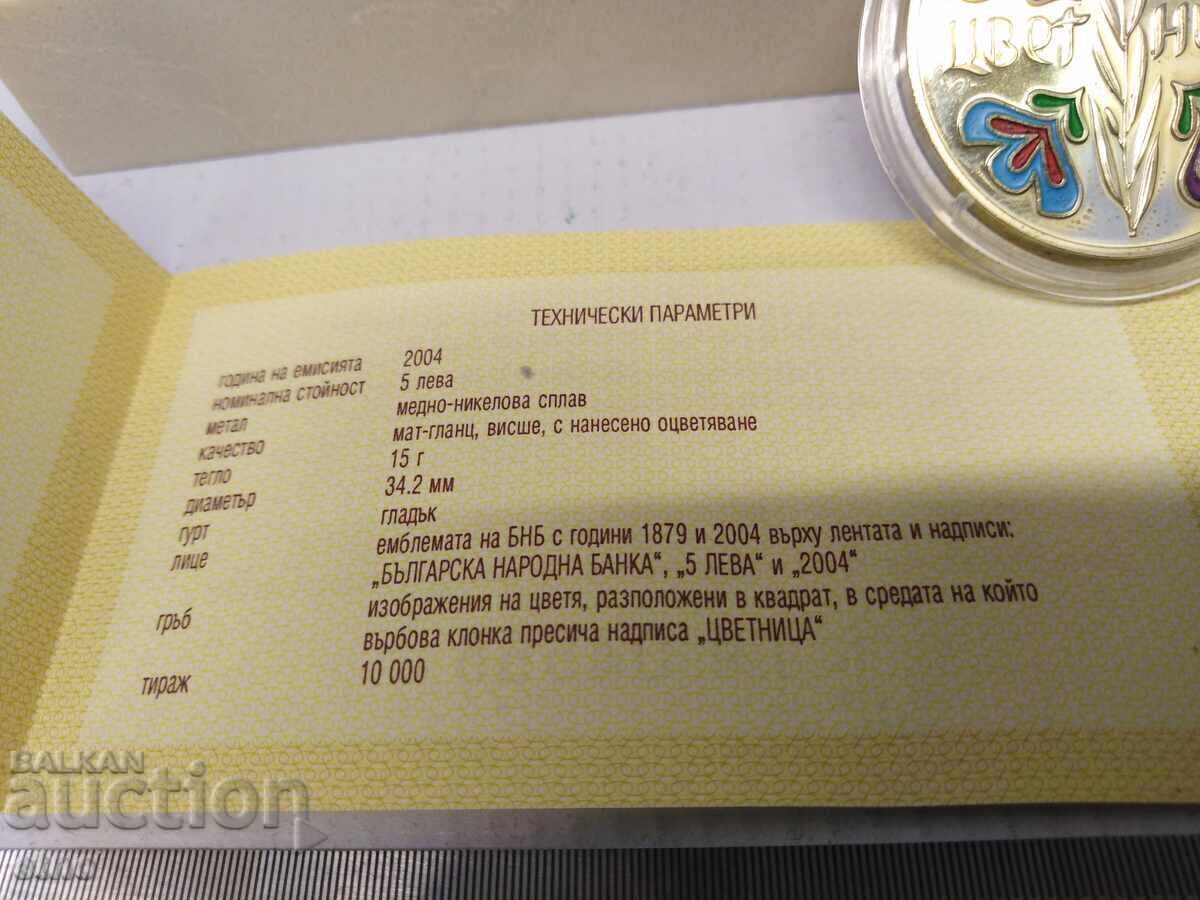 Цвет
ТЕХНИЧЕСКИ ПАРАМЕТРИ
година на емисията 2004
номинална стойност 5 лева
метал медно-никелова сплав
качество мат-гланц, висше, с нанесено оцветяване
тегло 15 г
диаметър 34.2 мм
гурт гладък
лице емблемата на БНБ с години 1879 и 2004 върху лентата и надписи:
„БЪЛГАРСКА НАРОДНА БАНКА“, „5 ЛЕВА“ и „2004“
гръб изображения на цветя, разположени в квадрат, в средата на който
върбова клонка пресича надписа „ЦВЕТНИЦА“
тираж 10 000
BALKAN
auction